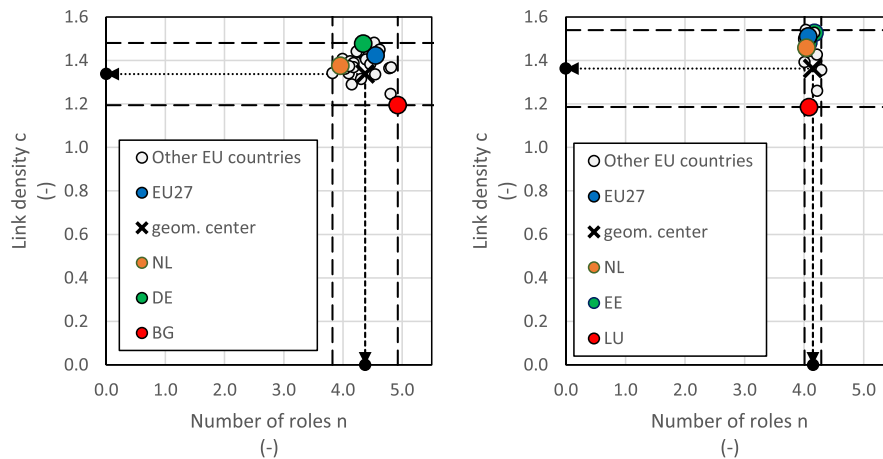 1.6
1.4
1.2
1.0
0.8
0.6
0.4
0.2
0.0
Link density c
(-)
Other EU countries
EU27
geom. center
NL
DE
BG
0.0 1.0 2.0 3.0 4.0 5.0
Number of roles n
(-)
1.6
1.4
1.2
1.0
0.8
0.6
0.4
0.2
0.0
Link density c
(-)
Other EU countries
EU27
geom. center
NL
EE
LU
0.0 1.0 2.0 3.0 4.0 5.0
Number of roles n
(-)